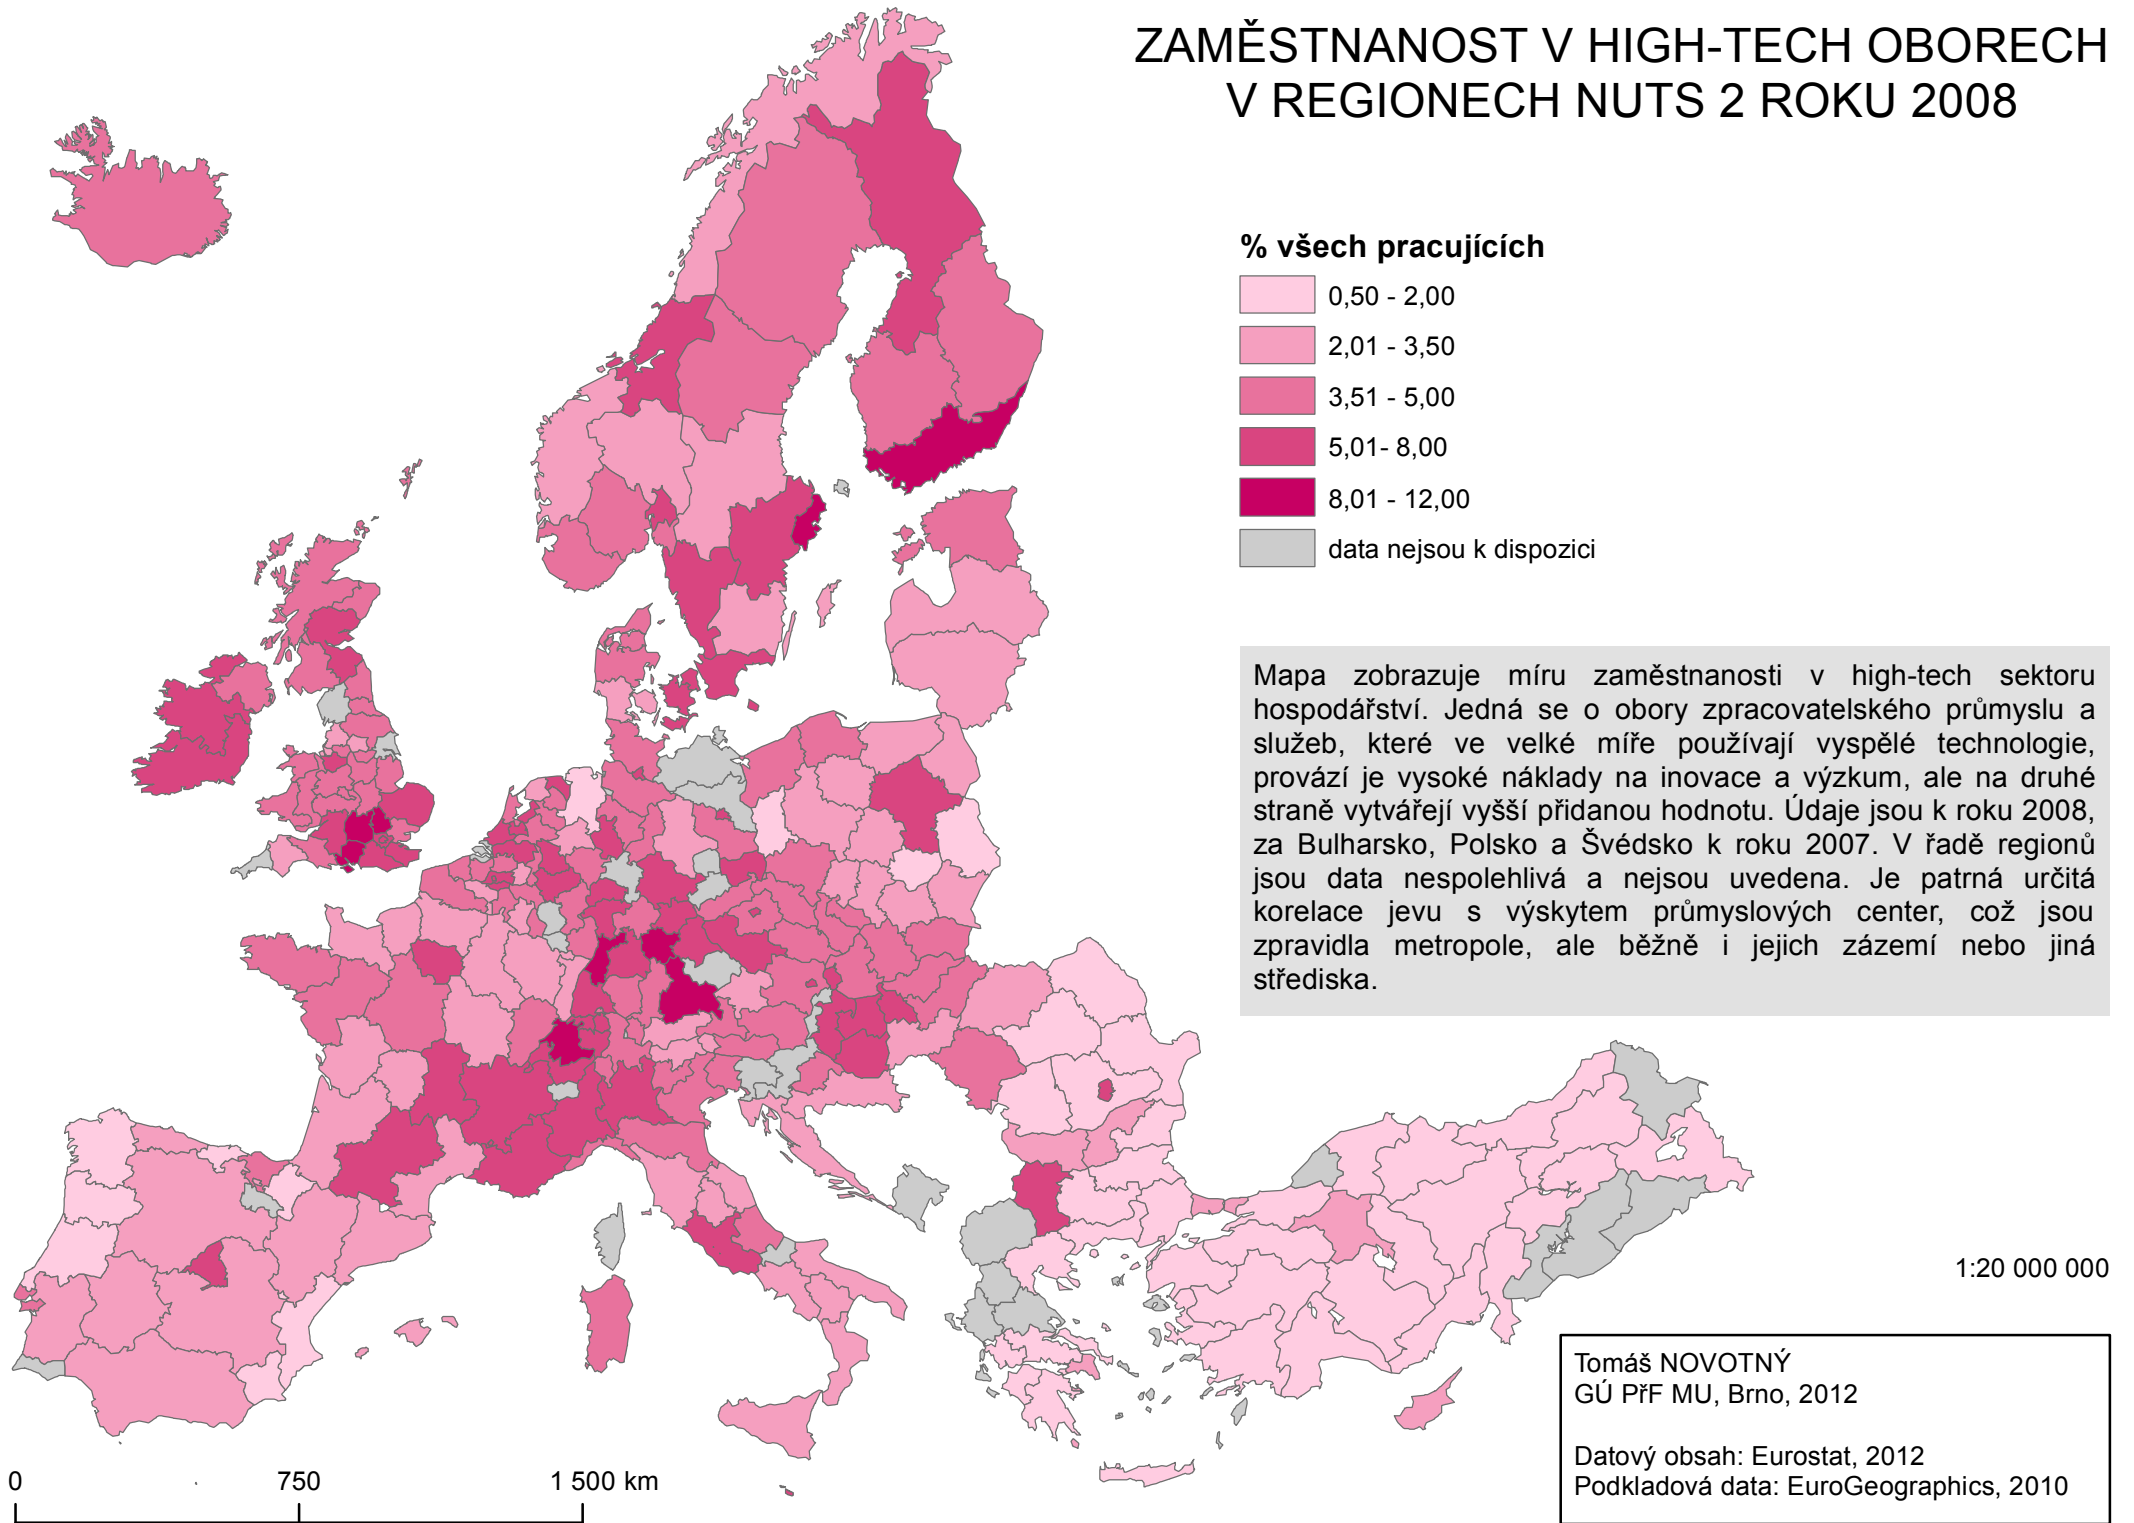 ZAMĚSTNANOST V HIGH-TECH OBORECH
V REGIONECH NUTS 2 ROKU 2008
% všech pracujících
0,50 - 2,00
2,01 - 3,50
3,51 - 5,00
5,01- 8,00
8,01 - 12,00
data nejsou k dispozici
Mapa zobrazuje míru zaměstnanosti v high-tech sektoru
hospodářství. Jedná se o obory zpracovatelského průmyslu a
služeb, které ve velké míře používají vyspělé technologie,
provází je vysoké náklady na inovace a výzkum, ale na druhé
straně vytvářejí vyšší přidanou hodnotu. Údaje jsou k roku 2008,
za Bulharsko, Polsko a Švédsko k roku 2007. V řadě regionů
jsou data nespolehlivá a nejsou uvedena. Je patrná určitá
korelace jevu s výskytem průmyslových center, což jsou
zpravidla metropole, ale běžně i jejich zázemí nebo jiná
střediska.
1:20 000 000
Tomáš NOVOTNÝ
GÚ PřF MU, Brno, 2012
Datový obsah: Eurostat, 2012
Podkladová data: EuroGeographics, 2010
0 750 1 500 km